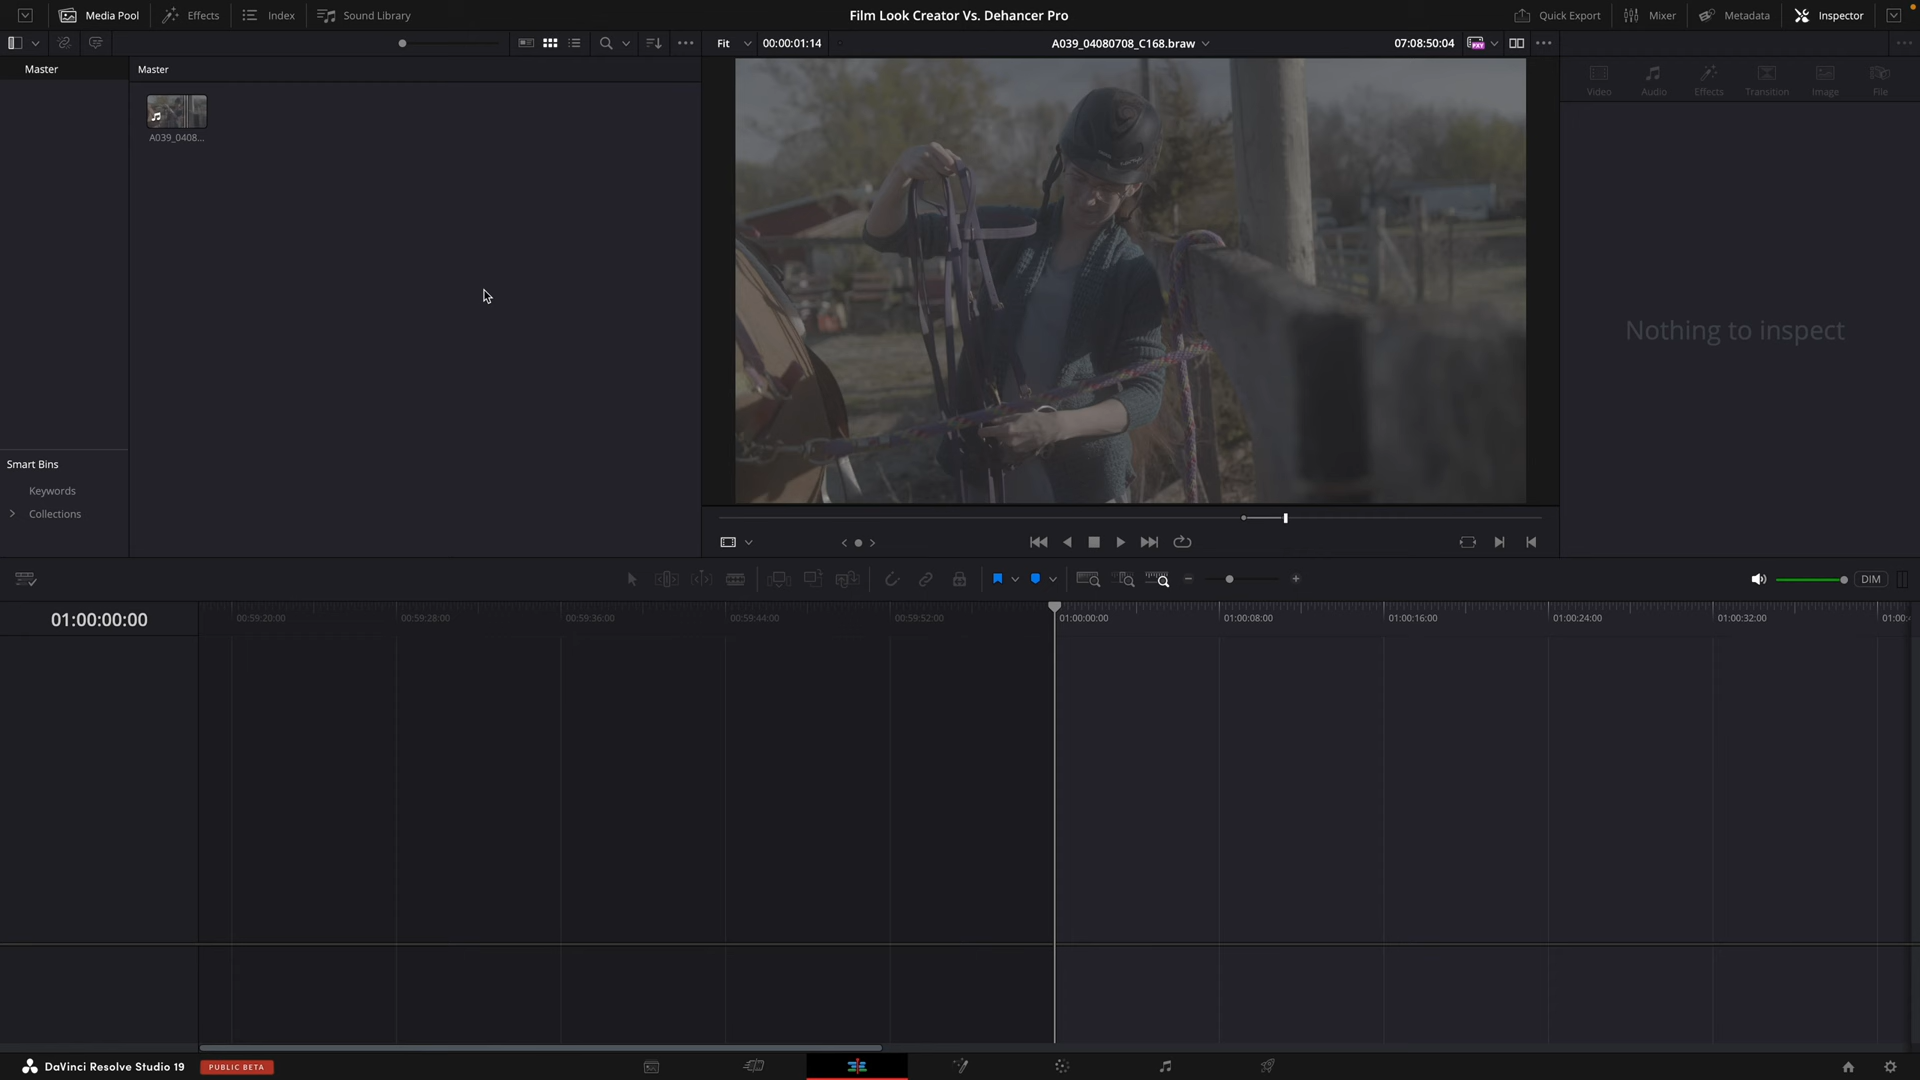 Media Pool
Effects
Index
Sound Library
Film Look Creator Vs. Dehancer Pro
Quick Export
Mixer
Metadata
Inspector
Fit
00:00:01:14
A039_04080708_C168.braw
07:08:50:04
Master
Master
A039_0408...
Video
Audio
Effects
Transition
Image
File
Nothing to inspect
Smart Bins
Keywords
Collections
DIM
01:00:00:00
00:59:20:00
00:59:28:00
00:59:36:00
00:59:44:00
00:59:52:00
01:00:00:00
01:00:08:00
01:00:16:00
01:00:24:00
01:00:32:00
01:00:
DaVinci Resolve Studio 19
PUBLIC BETA